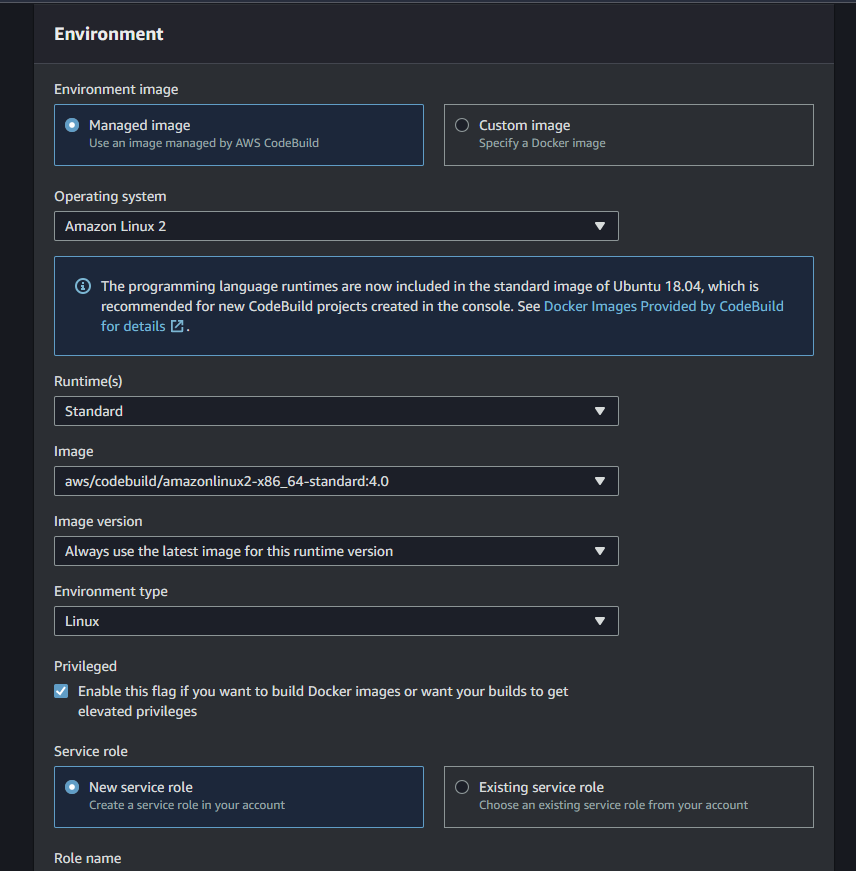 Environment
Environment image
Managed image
Use an image managed by AWS CodeBuild
Custom image
Specify a Docker image
Operating system
Amazon Linux 2
The programming language runtimes are now included in the standard image of Ubuntu 18.04, which is
recommended for new CodeBuild projects created in the console. See Docker Images Provided by CodeBuild
for details .
Runtime(s)
Standard
Image
aws/codebuild/amazonlinux2-x86_64-standard:4.0
Image version
Always use the latest image for this runtime version
Environment type
Linux
Privileged
Enable this flag if you want to build Docker images or want your builds to get
elevated privileges
Service role
New service role
Create a service role in your account
Existing service role
Choose an existing service role from your account
Role name